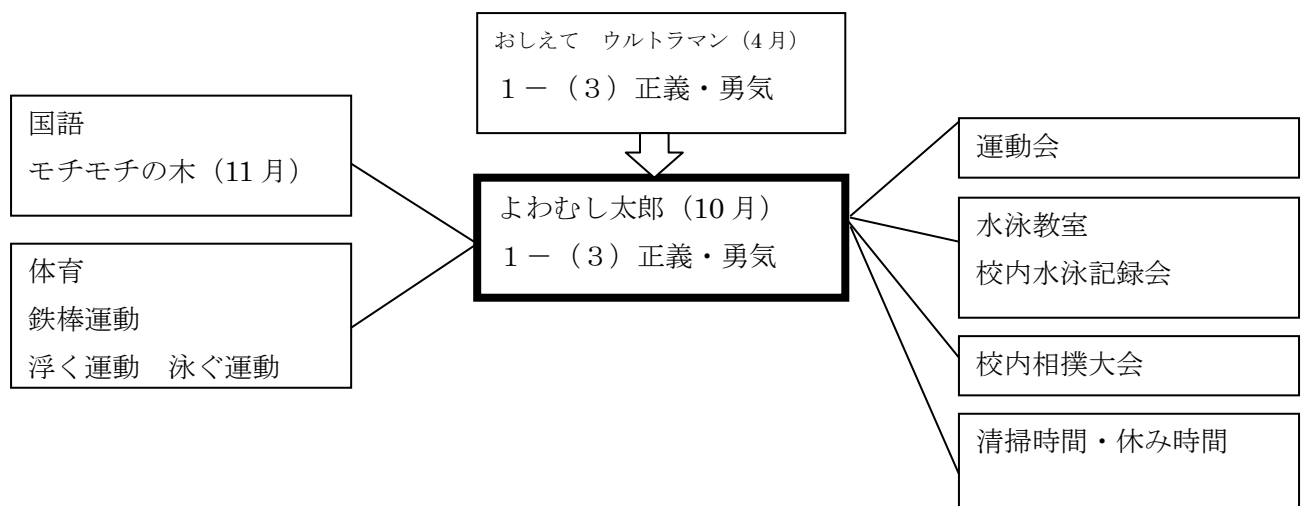 おしえて　ウルトラマン（4月）
１－（３）正義・勇気
国語
モチモチの木（11月）
体育
鉄棒運動
浮く運動　泳ぐ運動
よわむし太郎（10月）
１－（３）正義・勇気
運動会
水泳教室
校内水泳記録会
校内相撲大会
清掃時間・休み時間